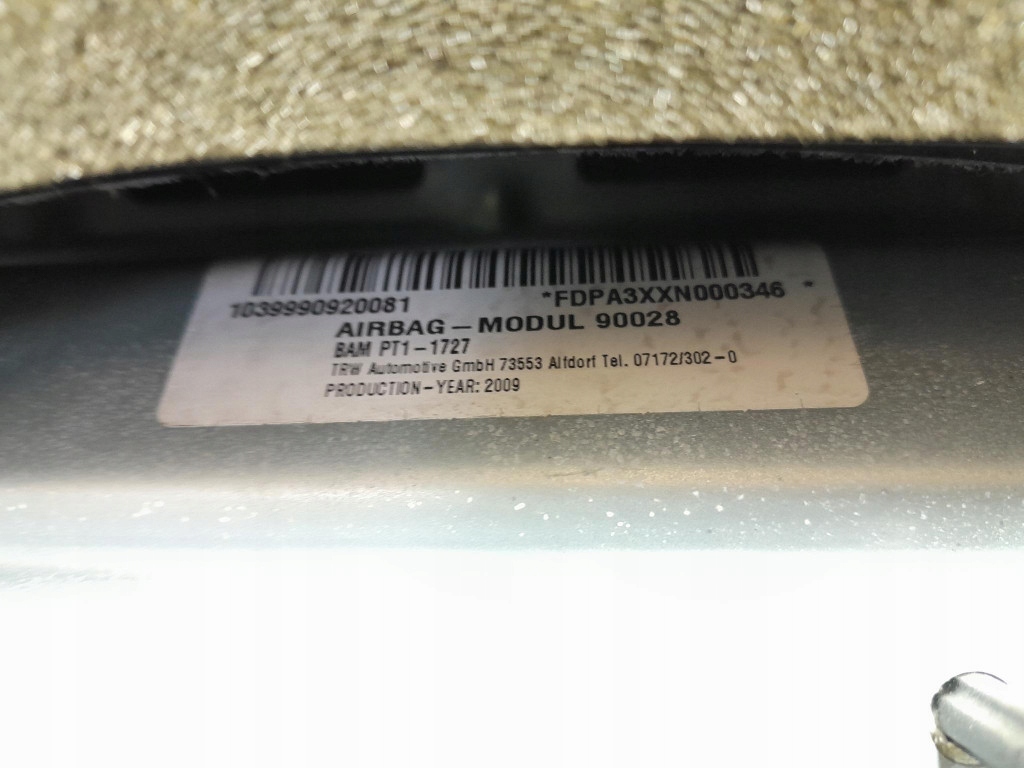 1039990920081 *FDPA3XXN000346 *
AIRBAG-MODUL 90028
BAM PT1-1727
TRW Automotive GmbH 73553 Alfdorf Tel. 07172/302-0
PRODUCTION-YEAR: 2009